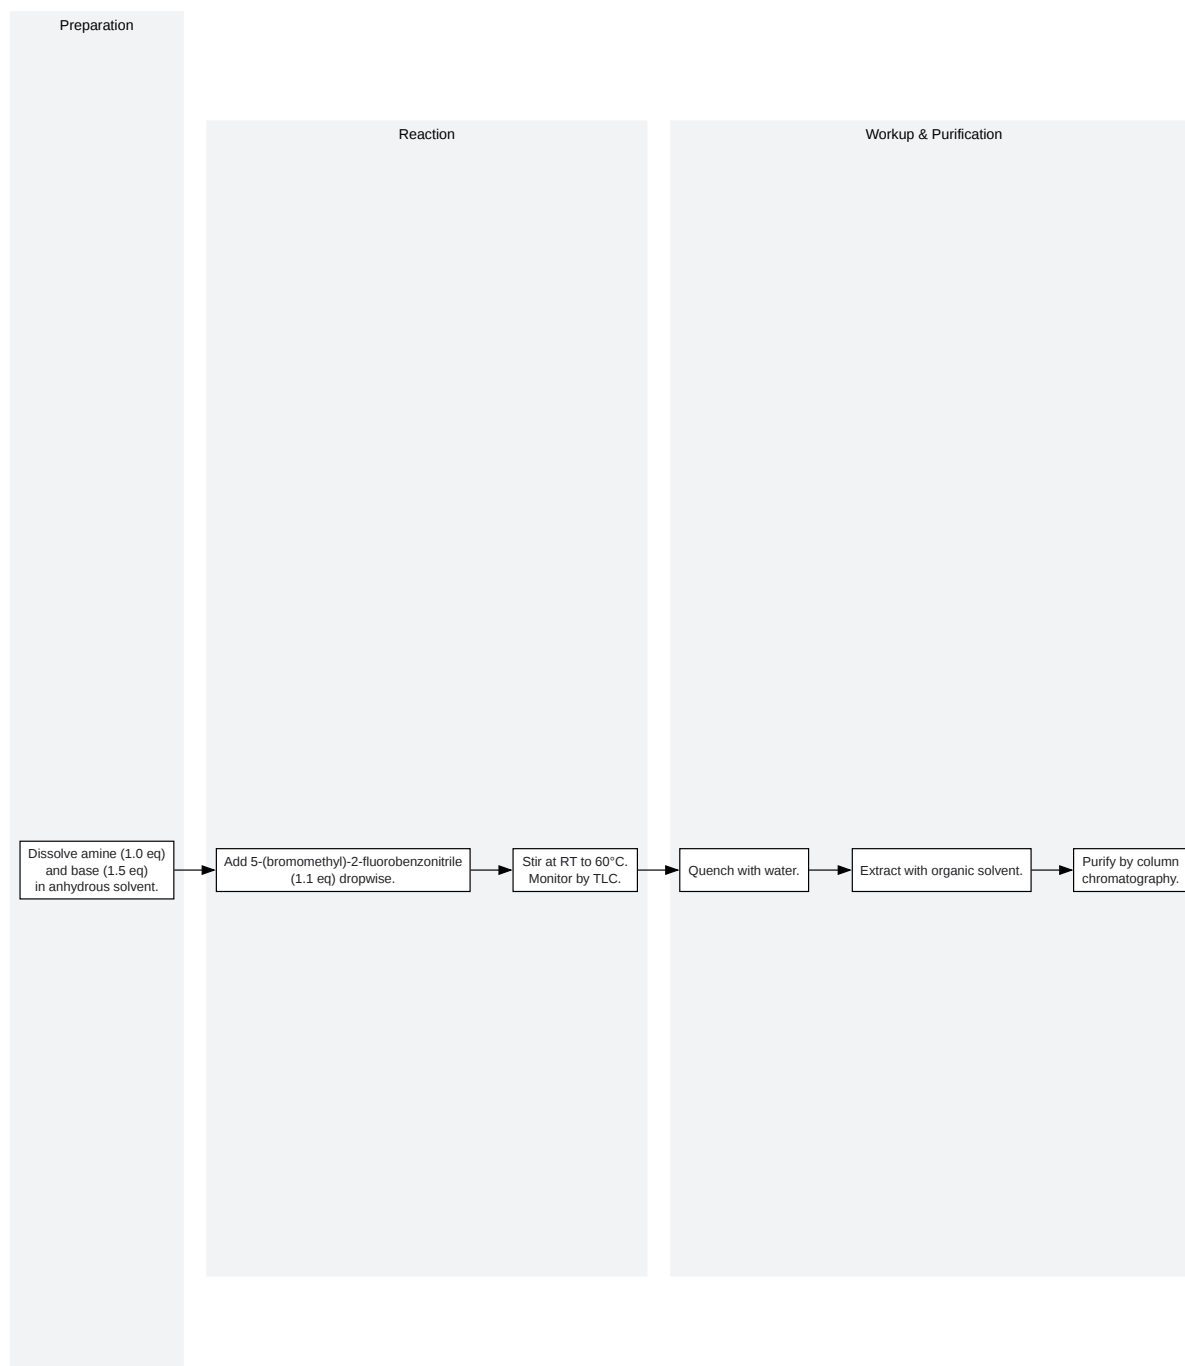 Preparation
Reaction
Workup & Purification
Dissolve amine (1.0 eq)
and base (1.5 eq)
in anhydrous solvent.
Add 5-(bromomethyl)-2-fluorobenzonitrile
(1.1 eq) dropwise.
Stir at RT to 60°C.
Monitor by TLC.
Quench with water.
Extract with organic solvent.
Purify by column
chromatography.